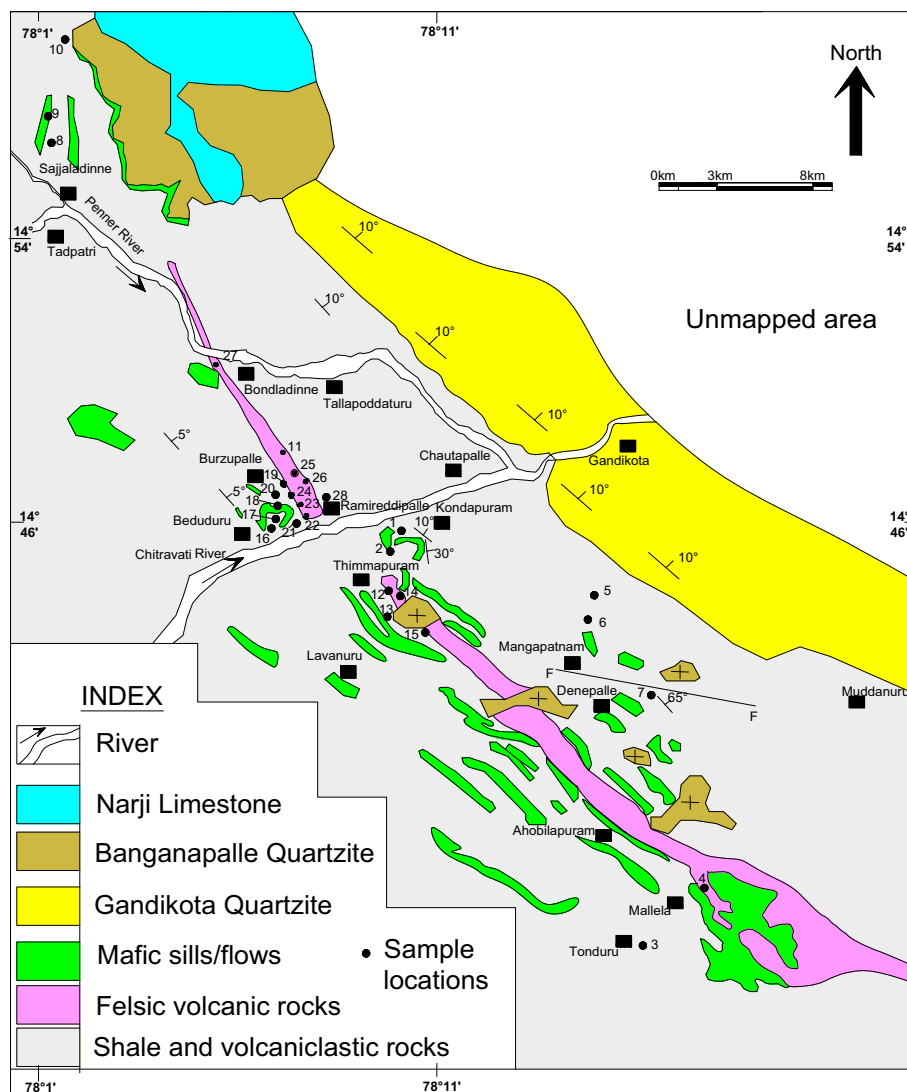 78°1'
78°11'
10
North
9
8
0km 3km 8km
Sajjaladinne
Penner River
Tadpatri
14°
54'
14°
54'
10°
10°
10°
Unmapped area
27
Bondladinne
Tallapoddaturu
10°
5°
11
Gandikota
Burzupalle
25
Chautapalle
19
26
20
24
28
5°
18
23
Ramireddipalle
10°
Kondapuram
17
14°
46'
14°
46'
Beduduru
16
21
22
1
10°
Chitravati River
2
30°
Thimmapuram
10°
12
14
5
13
6
15
Mangapatnam
Lavanuru
F
7
65°
Denepalle
F
Muddanuru
INDEX
River
Narji Limestone
Ahobilapuram
Banganapalle Quartzite
4
Gandikota Quartzite
Mallela
Mafic sills/flows
Sample
locations
Tonduru
3
Felsic volcanic rocks
Shale and volcaniclastic rocks
78°1'
78°11'